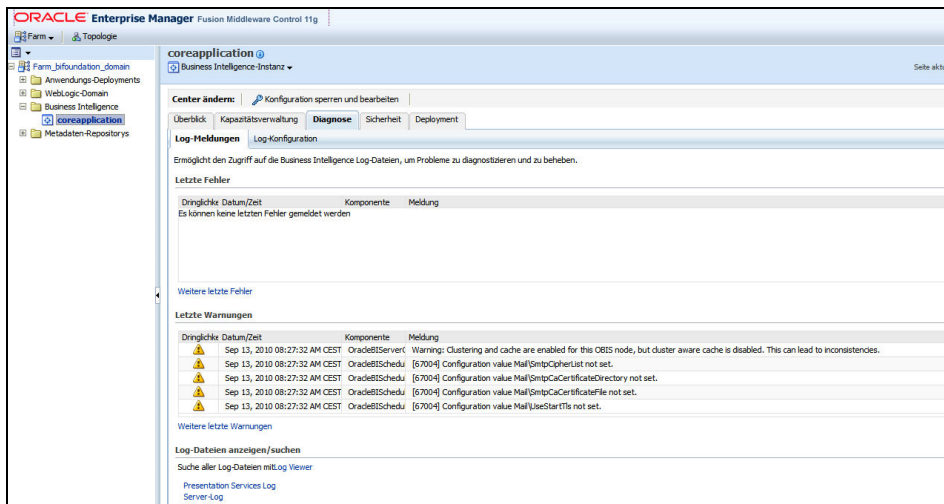 ORACLE Enterprise Manager Fusion Middleware Control 11g
Farm Topologie
Farm_bifoundation_domain
Anwendungs-Deployments
WebLogic-Domain
Business Intelligence
coreapplication
Metadaten-Repositorys
coreapplication
Business Intelligence-Instanz
Seite aktu
Center ändern: Konfiguration sperren und bearbeiten
Überblick Kapazitätsverwaltung Diagnose Sicherheit Deployment
Log-Meldungen Log-Konfiguration
Ermöglicht den Zugriff auf die Business Intelligence Log-Dateien, um Probleme zu diagnostizieren und zu beheben.
Letzte Fehler
Dringlichke Datum/Zeit Komponente Meldung
Es können keine letzten Fehler gemeldet werden
Weitere letzte Fehler
Letzte Warnungen
Dringlichke Datum/Zeit Komponente Meldung
Sep 13, 2010 08:27:32 AM CEST OracleBIServerC Warning: Clustering and cache are enabled for this OBIS node, but cluster aware cache is disabled. This can lead to inconsistencies.
Sep 13, 2010 08:27:32 AM CEST OracleBISchedul [67004] Configuration value Mail\SmtpCipherList not set.
Sep 13, 2010 08:27:32 AM CEST OracleBISchedul [67004] Configuration value Mail\SmtpCaCertificateDirectory not set.
Sep 13, 2010 08:27:32 AM CEST OracleBISchedul [67004] Configuration value Mail\SmtpCaCertificateFile not set.
Sep 13, 2010 08:27:32 AM CEST OracleBISchedul [67004] Configuration value Mail\UseStartTls not set.
Weitere letzte Warnungen
Log-Dateien anzeigen/suchen
Suche aller Log-Dateien mitLog Viewer
Presentation Services Log
Server-Log